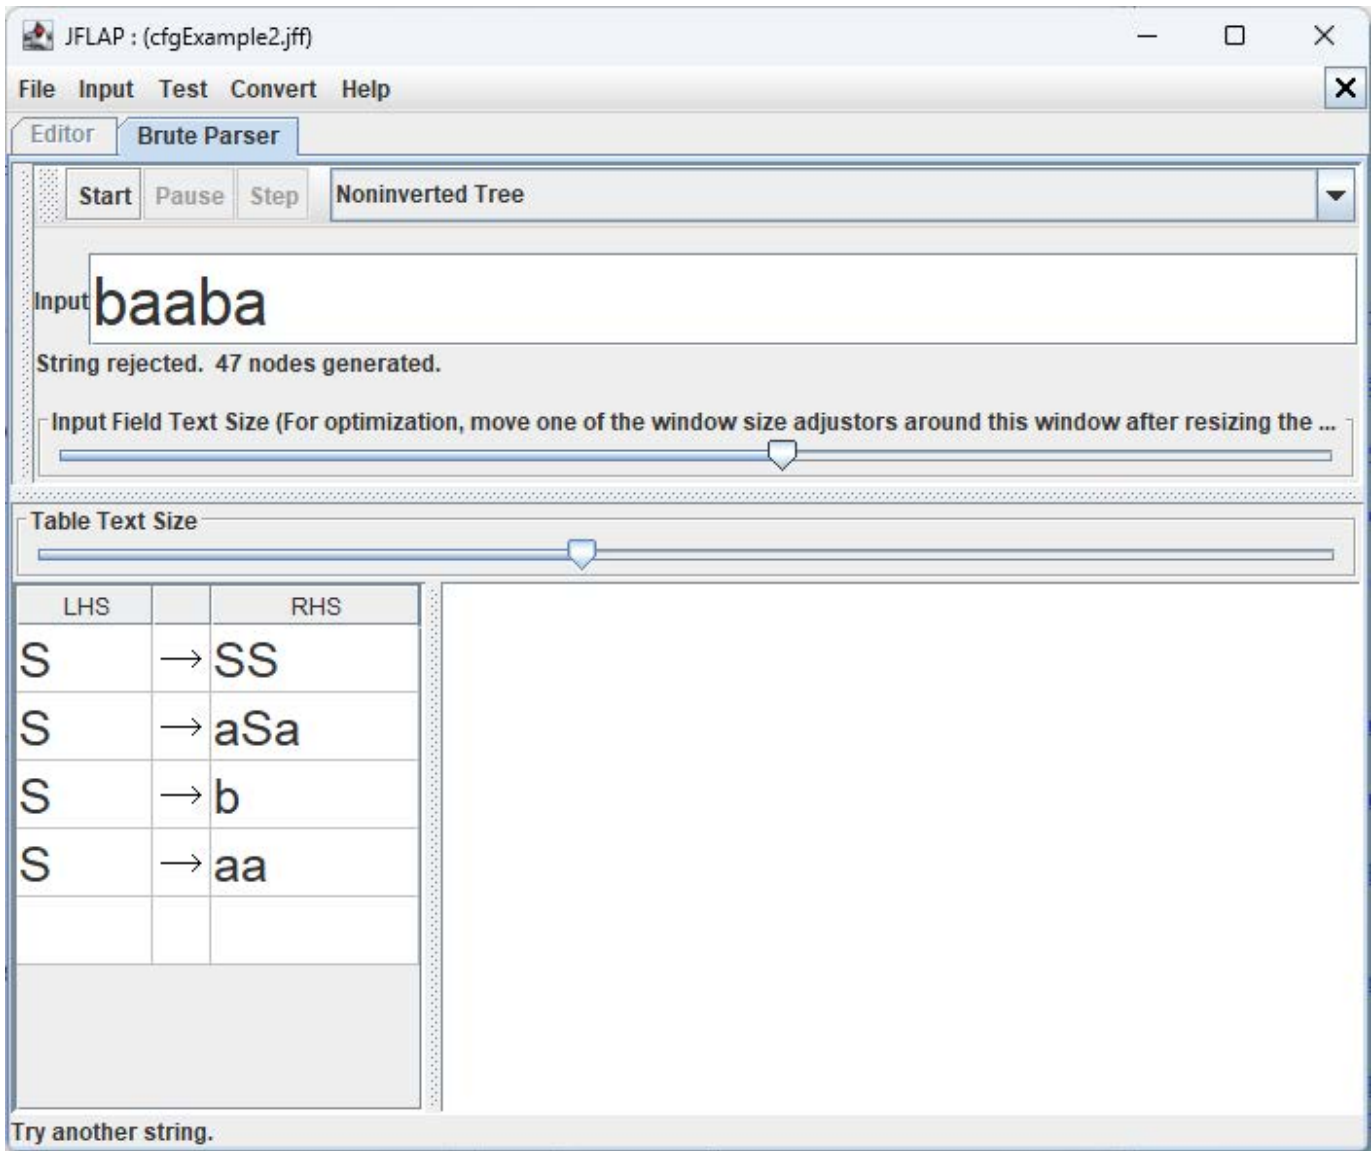 JFLAP : (cfgExample2.jff)
File Input Test Convert Help
Editor Brute Parser
Start Pause Step Noninverted Tree
Input baaba
String rejected. 47 nodes generated.
Input Field Text Size (For optimization, move one of the window size adjustors around this window after resizing the ...
Table Text Size
LHS RHS
S → SS
S → aSa
S → b
S → aa
Try another string.